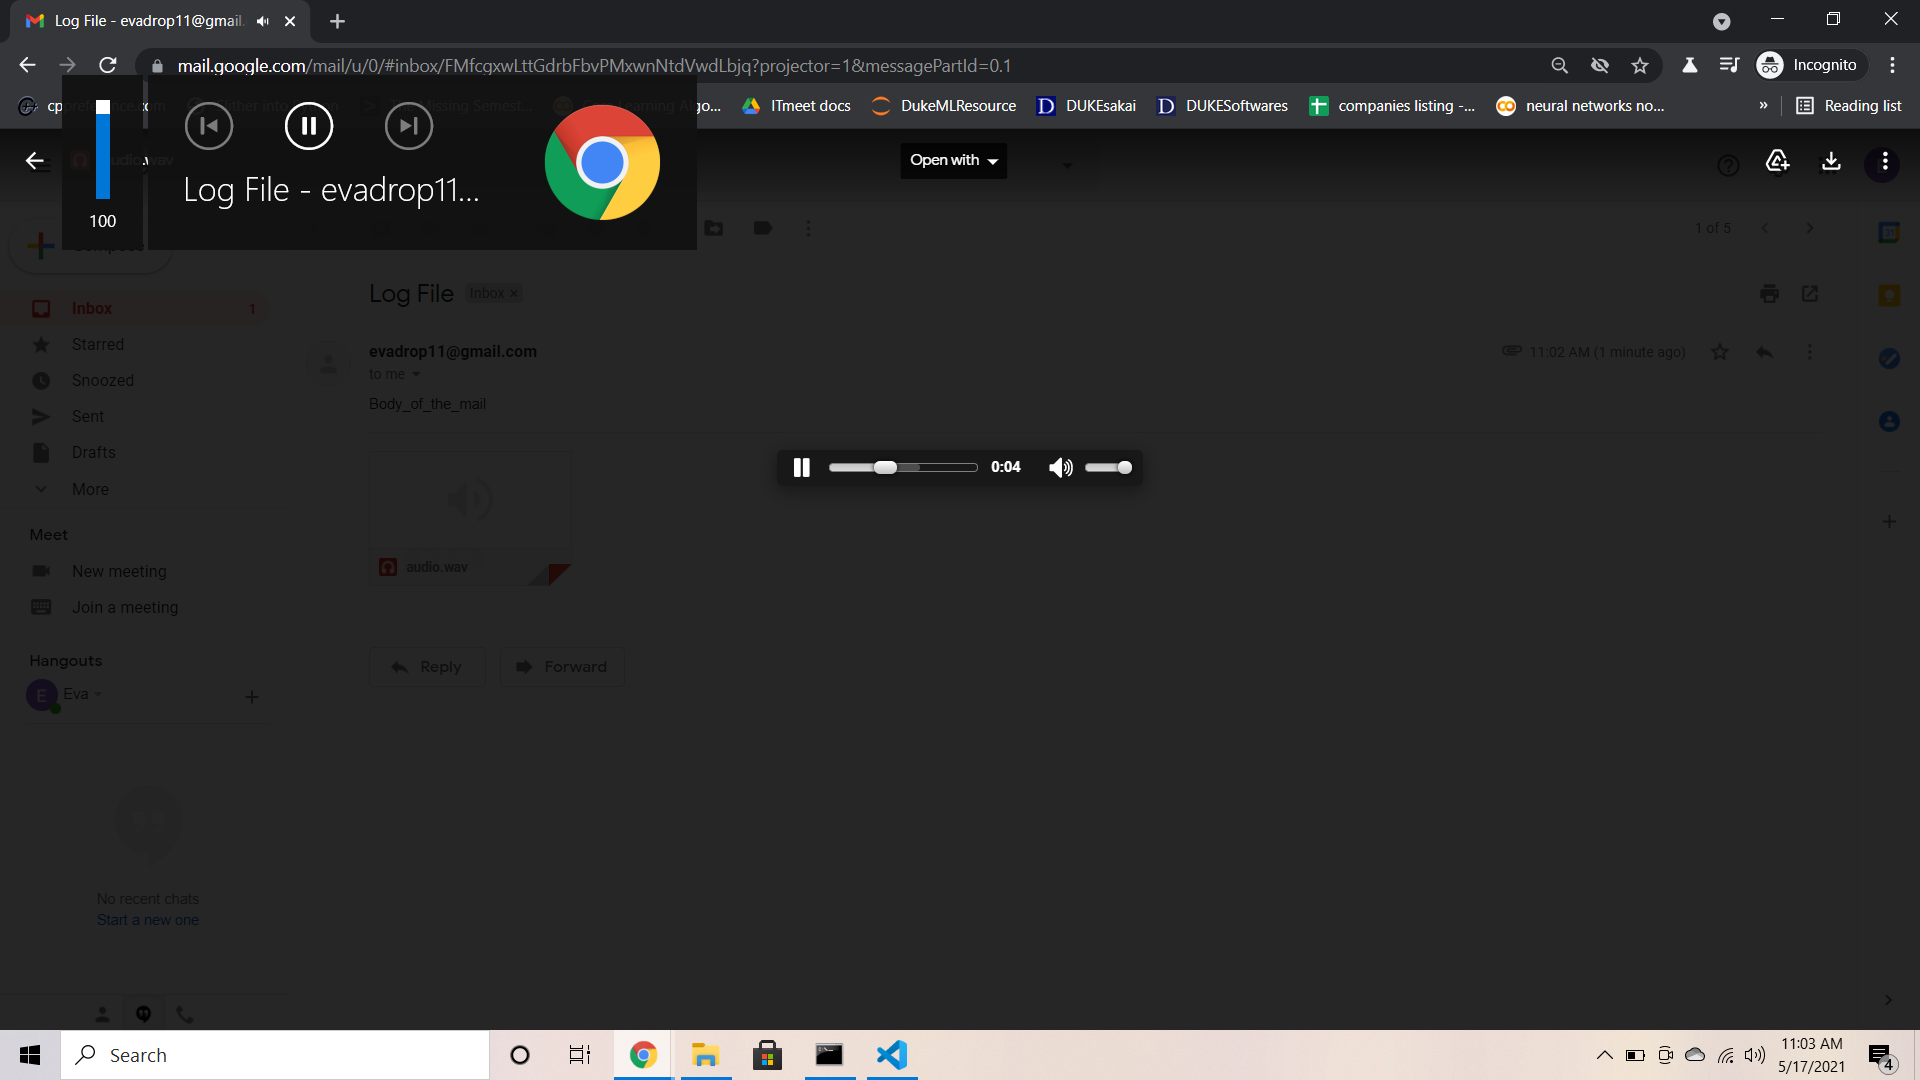 Log File - evadrop11@gmail.
mail.google.com/mail/u/0/#inbox/FMfcgxwLttGdrbFbvPMxwnNtdVwdLbjq?projector=1&messagePartId=0.1
Incognito
ITmeet docs
DukeMLResource
DUKEsakai
DUKESoftwares
companies listing -...
neural networks no...
»
Reading list
100
Log File - evadrop11...
Open with
1 of 5
Inbox
1
Starred
Snoozed
Sent
Drafts
More
Meet
New meeting
Join a meeting
Hangouts
E
Eva
No recent chats
Start a new one
Log File
Inbox ×
evadrop11@gmail.com
11:02 AM (1 minute ago)
to me
Body_of_the_mail
0:04
audio.wav
Reply
Forward
Search
11:03 AM
5/17/2021
4